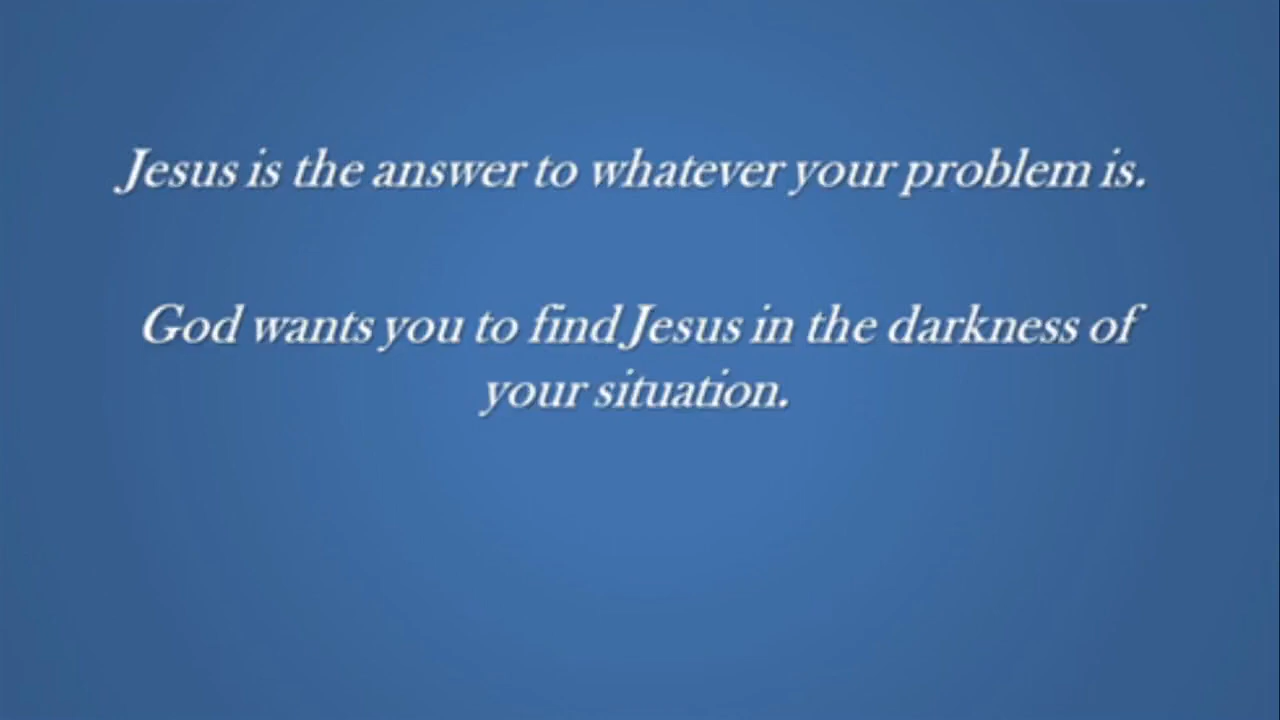 Jesus is the answer to whatever your problem is.
God wants you to find Jesus in the darkness of
your situation.